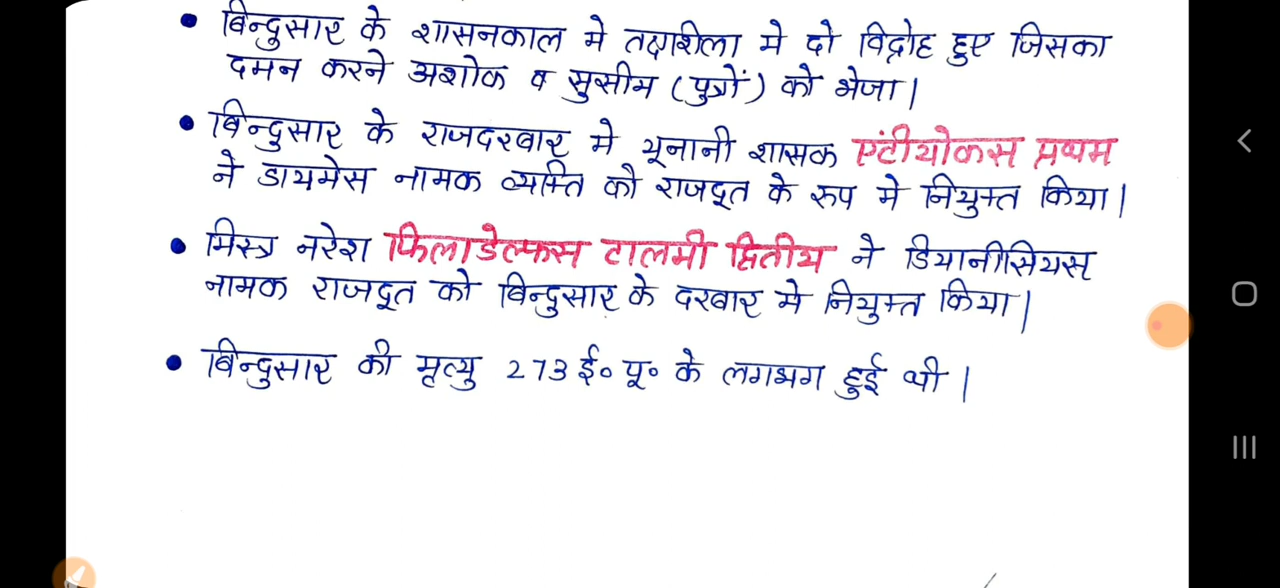 • बिन्दुसार के शासनकाल मे तक्षशिला मे दो विद्रोह हुए जिसका
दमन करने अशोक व सुसीम (पुत्रों) को भेजा।
• बिन्दुसार के राजदरबार मे यूनानी शासक एंटीयोकस प्रथम
ने डायमेस नामक व्यक्ति को राजदूत के रुप मे नियुक्त किया।
• मिस्त्र नरेश फिलाडेल्फस टालमी द्वितीय ने डियानीसियस
नामक राजदूत को बिन्दुसार के दरबार मे नियुक्त किया।
• बिन्दुसार की मृत्यु 273 ई० पू० के लगभग हुई थी।